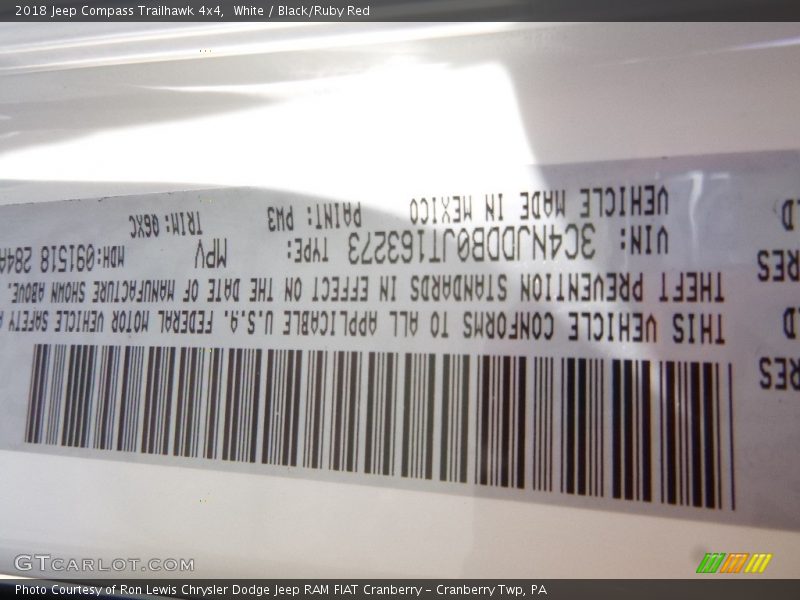 2018 Jeep Compass Trailhawk 4x4,  White / Black/Ruby Red
THIS VEHICLE CONFORMS TO ALL APPLICABLE U.S.A. FEDERAL MOTOR VEHICLE SAFETY
THEFT PREVENTION STANDARDS IN EFFECT ON THE DATE OF MANUFACTURE SHOWN ABOVE.
VIN: 3C4NJDDB0JT163273 TYPE: MPV MDH: 091518 284A
VEHICLE MADE IN MEXICO PAINT: PW3 TRIM: Q6XC
GTCARLOT.COM
Photo Courtesy of Ron Lewis Chrysler Dodge Jeep RAM FIAT Cranberry – Cranberry Twp, PA